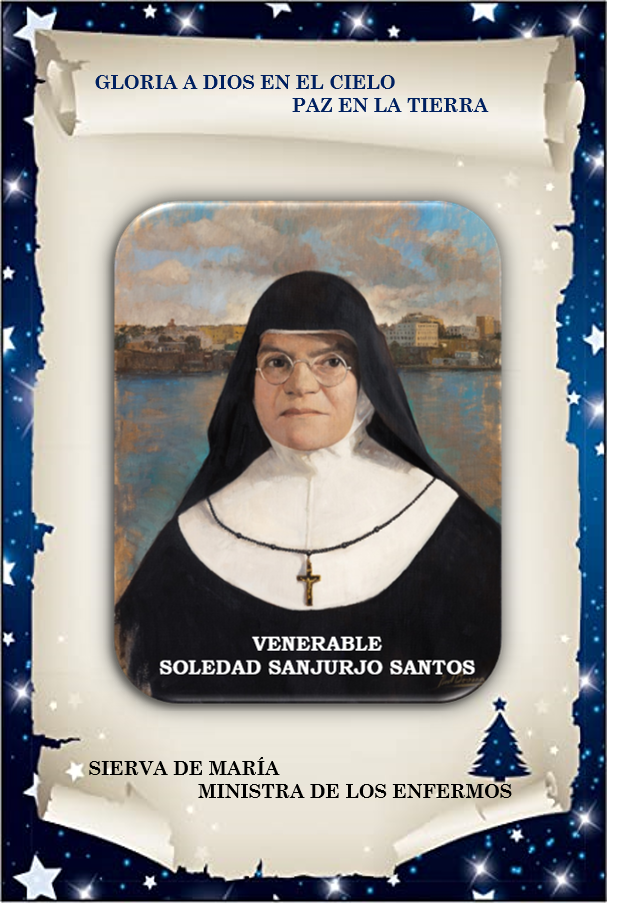 GLORIA A DIOS EN EL CIELO
PAZ EN LA TIERRA
VENERABLE
SOLEDAD SANJURJO SANTOS
SIERVA DE MARÍA
MINISTRA DE LOS ENFERMOS